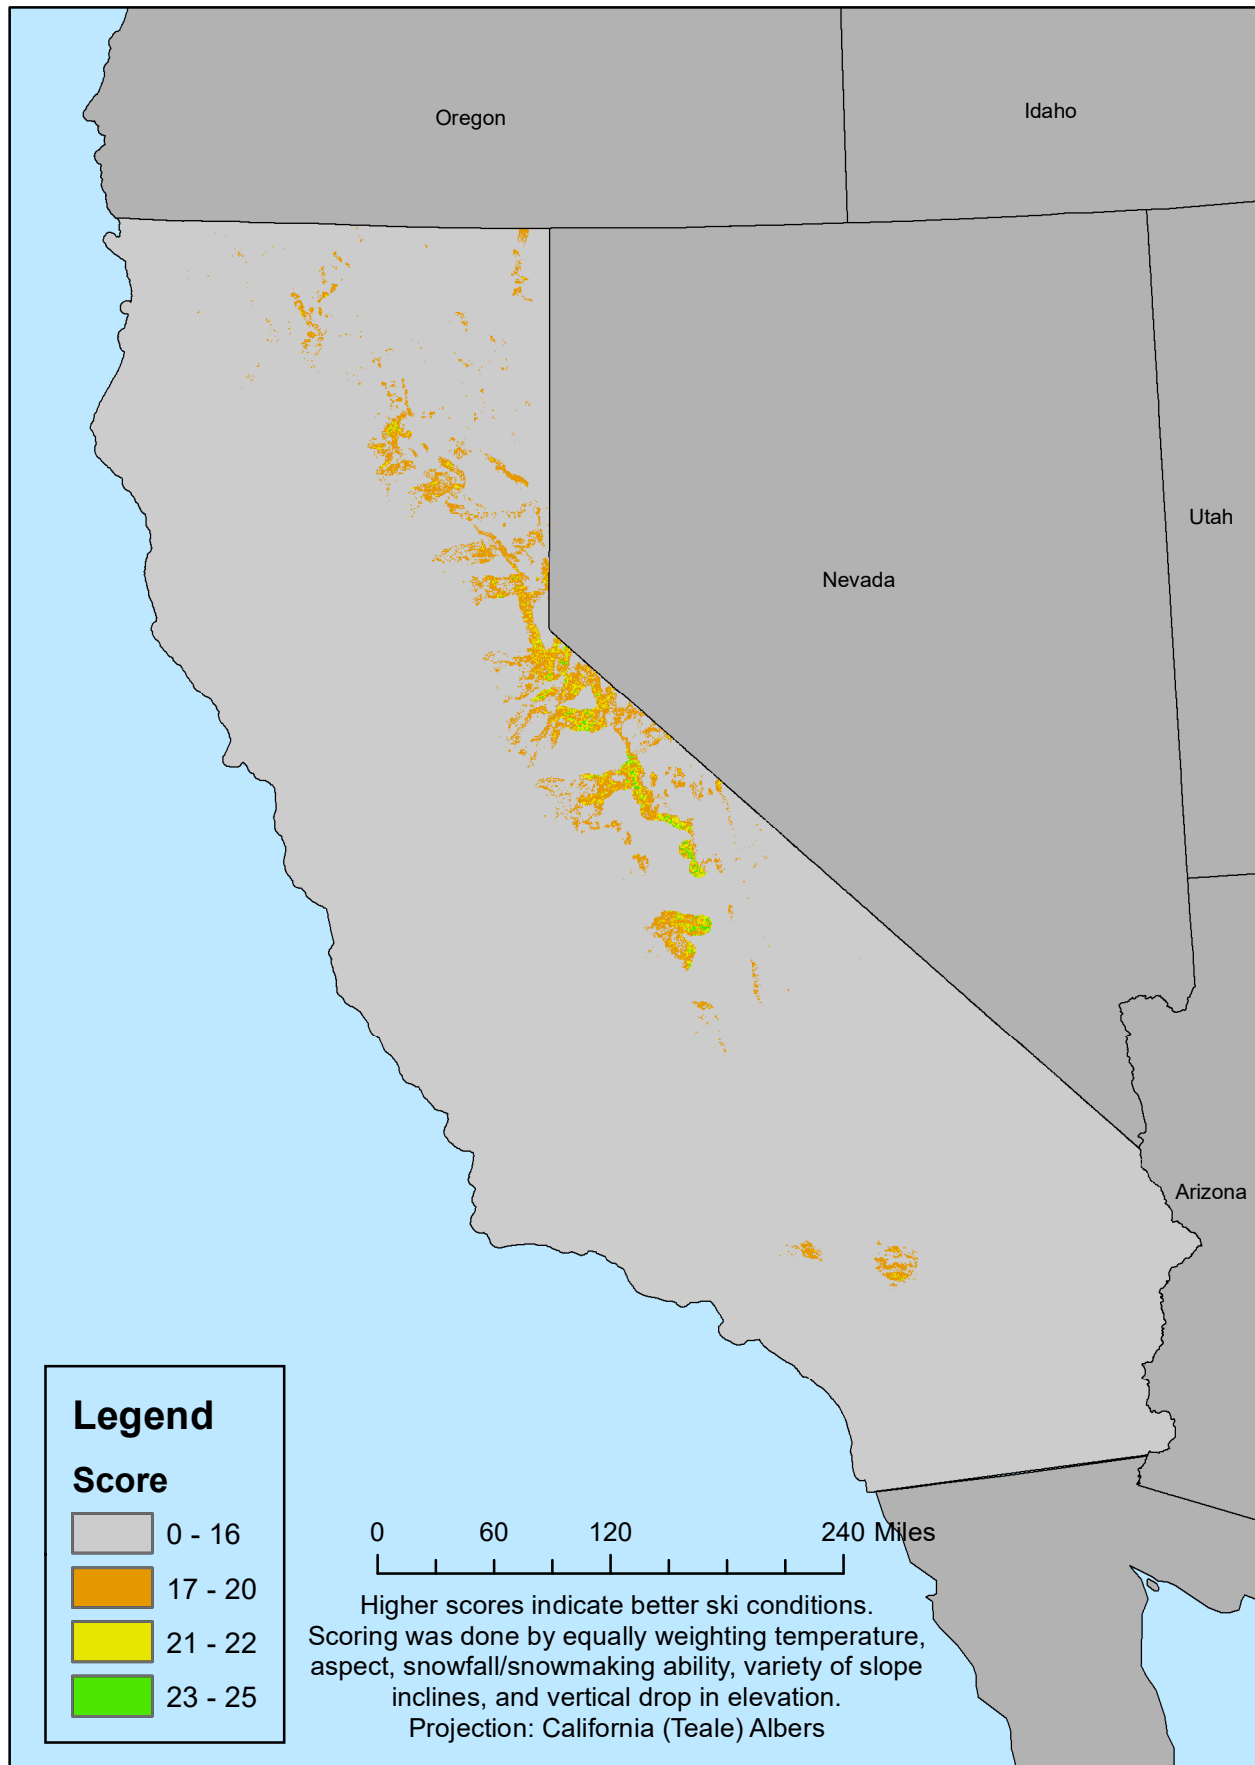 Oregon
Idaho
Utah
Nevada
Arizona
Legend
Score
0 - 16
17 - 20
21 - 22
23 - 25
0 60 120 240 Miles
Higher scores indicate better ski conditions.
Scoring was done by equally weighting temperature,
aspect, snowfall/snowmaking ability, variety of slope
inclines, and vertical drop in elevation.
Projection: California (Teale) Albers